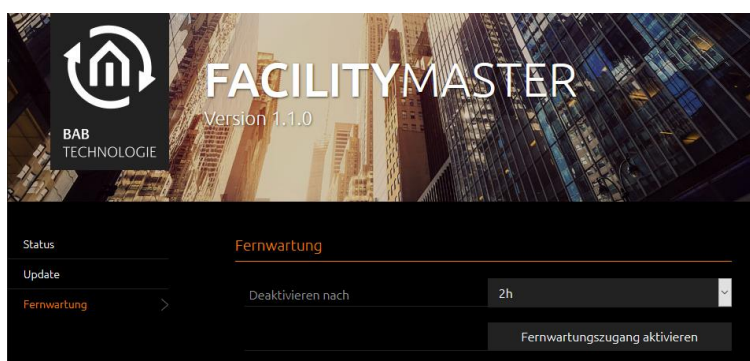 FACILITYMASTER
Version 1.1.0
BAB
TECHNOLOGIE
Status
Update
Fernwartung
Fernwartung
Deaktivieren nach
2h
Fernwartungszugang aktivieren